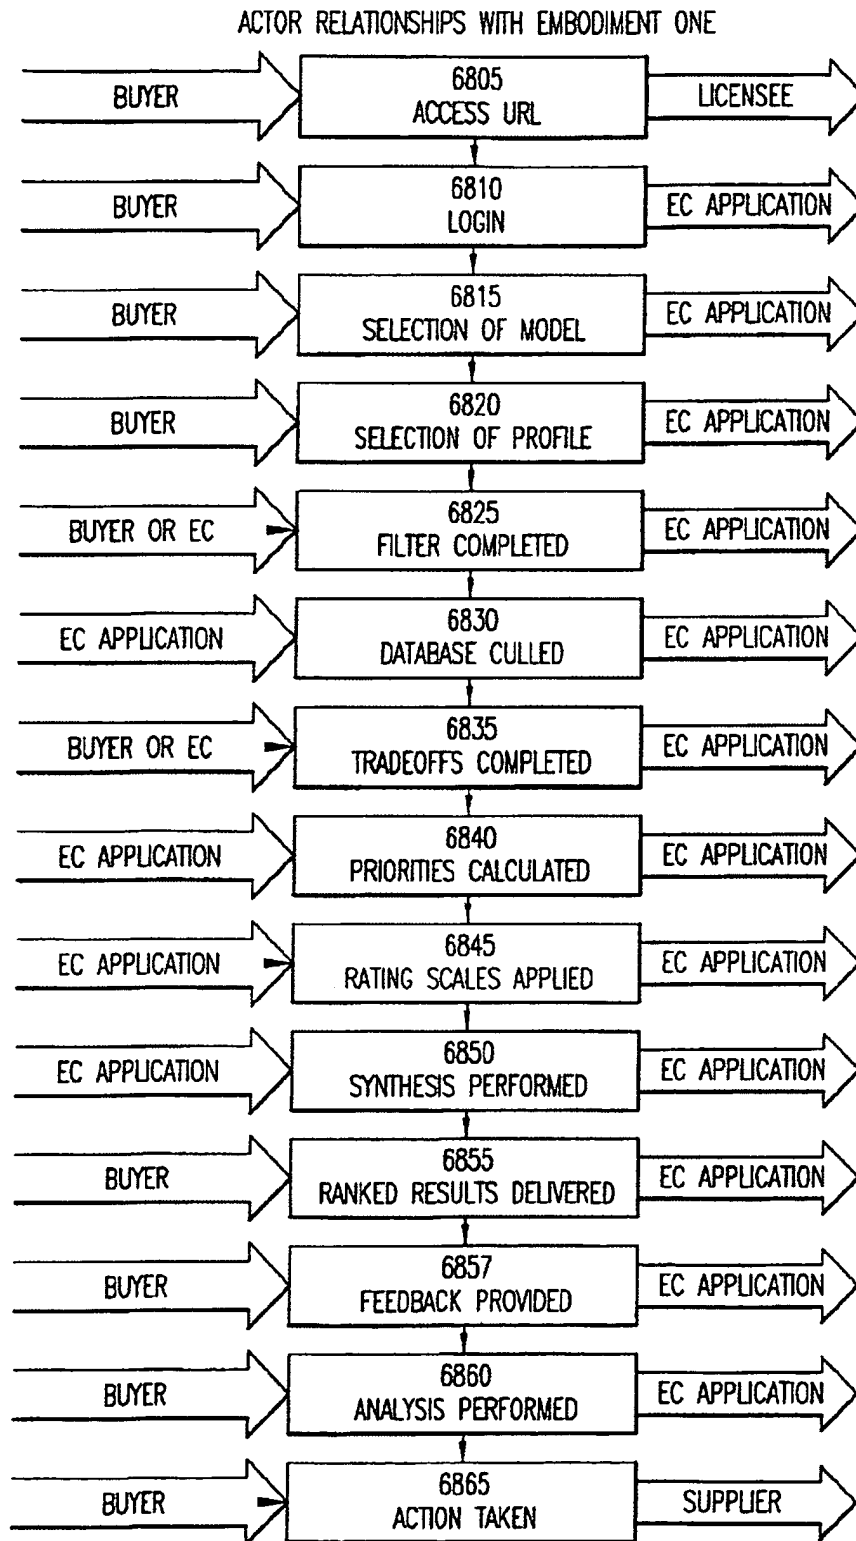 ACTOR RELATIONSHIPS WITH EMBODIMENT ONE
BUYER
6805
ACCESS URL
LICENSEE
BUYER
6810
LOGIN
EC APPLICATION
BUYER
6815
SELECTION OF MODEL
EC APPLICATION
BUYER
6820
SELECTION OF PROFILE
EC APPLICATION
BUYER OR EC
6825
FILTER COMPLETED
EC APPLICATION
EC APPLICATION
6830
DATABASE CULLED
EC APPLICATION
BUYER OR EC
6835
TRADEOFFS COMPLETED
EC APPLICATION
EC APPLICATION
6840
PRIORITIES CALCULATED
EC APPLICATION
EC APPLICATION
6845
RATING SCALES APPLIED
EC APPLICATION
EC APPLICATION
6850
SYNTHESIS PERFORMED
EC APPLICATION
BUYER
6855
RANKED RESULTS DELIVERED
EC APPLICATION
BUYER
6857
FEEDBACK PROVIDED
EC APPLICATION
BUYER
6860
ANALYSIS PERFORMED
EC APPLICATION
BUYER
6865
ACTION TAKEN
SUPPLIER